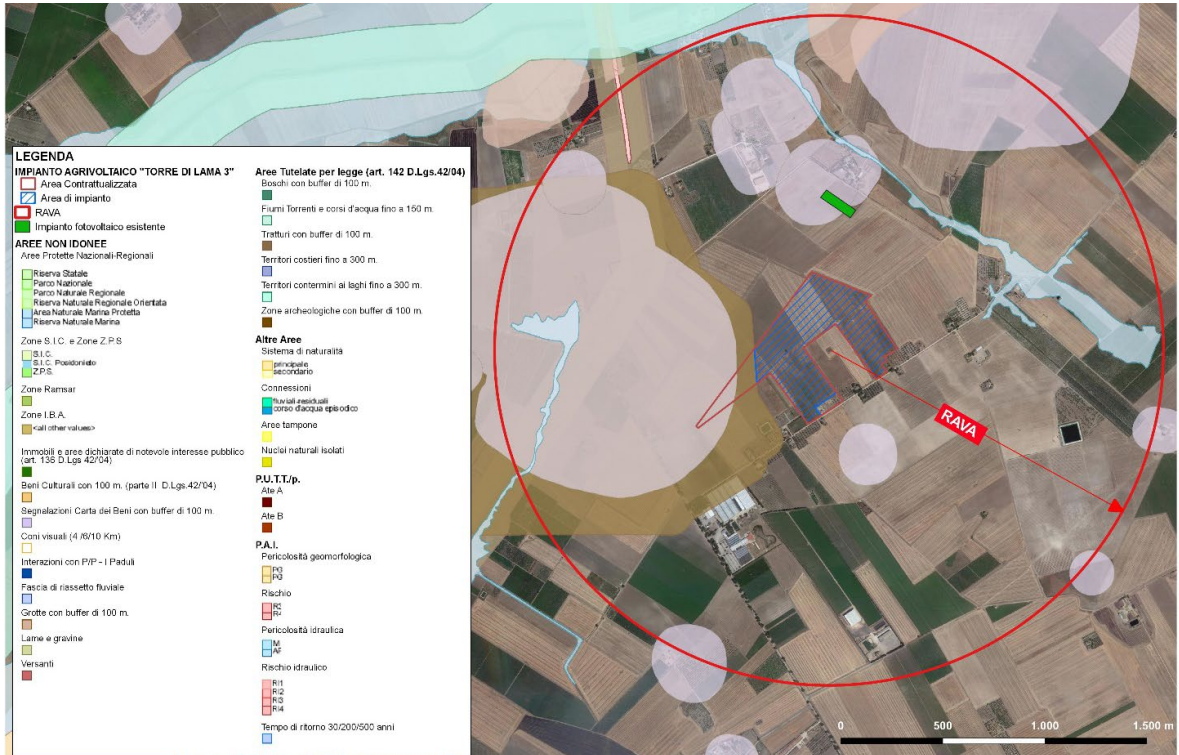 LEGENDA
IMPIANTO AGRIVOLTAICO "TORRE DI LAMA 3"
Area Contrattualizzata
Area di impianto
RAVA
Impianto fotovoltaico esistente
AREE NON IDONEE
Aree Protette Nazionali-Regionali
Riserva Statale
Parco Nazionale
Parco Naturale Regionale
Riserva Naturale Regionale Orientata
Area Naturale Marina Protetta
Riserva Naturale Marina
Zone S.I.C. e Zone Z.P.S
S.I.C.
S.I.C. Posidonieto
Z.P.S.
Zone Ramsar
Zone I.B.A.
<all other values>
Immobili e aree dichiarate di notevole interesse pubblico
(art. 136 D.Lgs 42/04)
Beni Culturali con 100 m. (parte II D.Lgs.42/'04)
Segnalazioni Carta dei Beni con buffer di 100 m.
Coni visuali (4 /6/10 Km)
Interazioni con P/P - I Paduli
Fascia di riassetto fluviale
Grotte con buffer di 100 m.
Lame e gravine
Versanti
Aree Tutelate per legge (art. 142 D.Lgs.42/04)
Boschi con buffer di 100 m.
Fiumi Torrenti e corsi d'acqua fino a 150 m.
Tratturi con buffer di 100 m.
Territori costieri fino a 300 m.
Territori contermini ai laghi fino a 300 m.
Zone archeologiche con buffer di 100 m.
Altre Aree
Sistema di naturalità
principale
secondario
Connessioni
fluviali-residuali
corso d'acqua episodico
Aree tampone
Nuclei naturali isolati
P.U.T.T./p.
Ate A
Ate B
P.A.I.
Pericolosità geomorfologica
Rischio
Pericolosità idraulica
Rischio idraulico
RI1
RI2
RI3
RI4
Tempo di ritorno 30/200/500 anni
RAVA
0 500 1.000 1.500 m